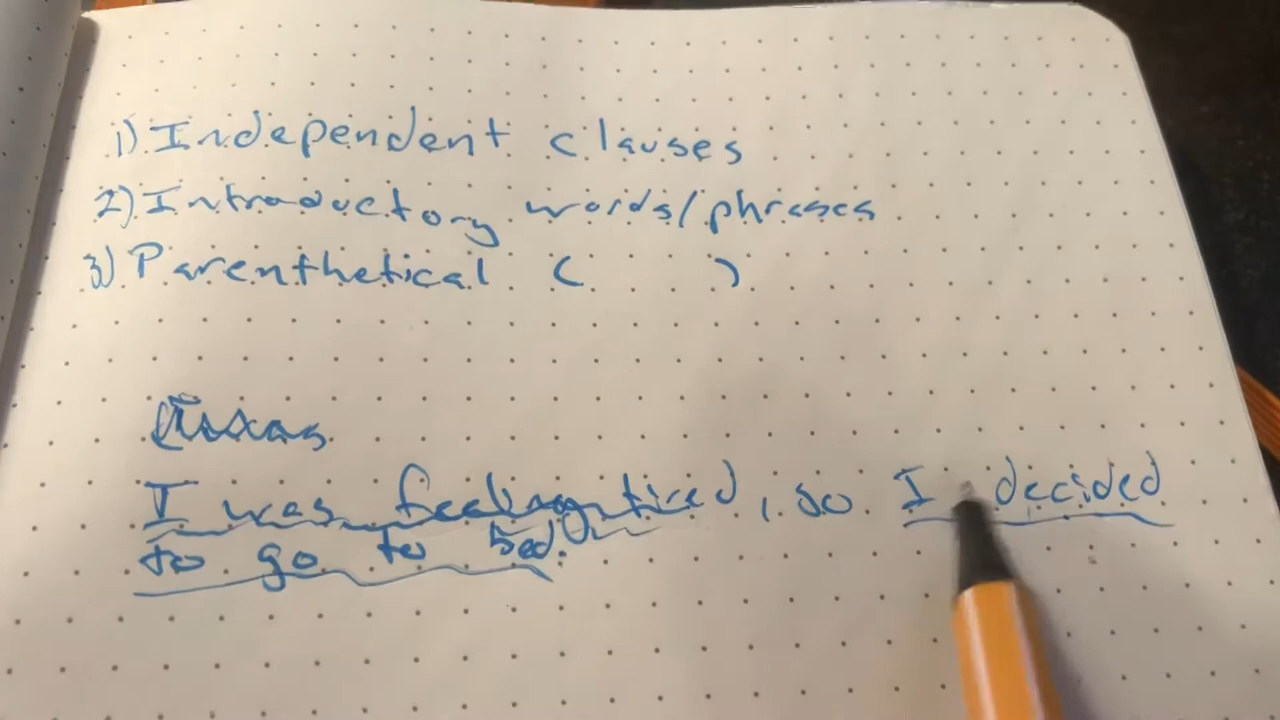 1) Independent clauses
2) Introductory words/phrases
3) Parenthetical ( )
I was feeling tired, so I decided
to go to bed.